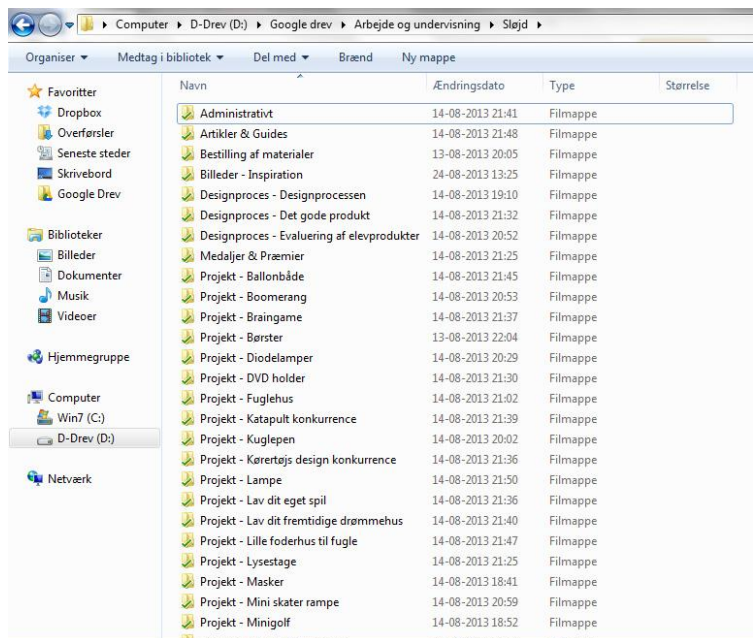 Computer ▸ D-Drev (D:) ▸ Google drev ▸ Arbejde og undervisning ▸ Sløjd ▸
Organiser Medtag i bibliotek Del med Brænd Ny mappe
Favoritter
Dropbox
Overførsler
Seneste steder
Skrivebord
Google Drev
Biblioteker
Billeder
Dokumenter
Musik
Videoer
Hjemmegruppe
Computer
Win7 (C:)
D-Drev (D:)
Netværk
Navn Ændringsdato Type Størrelse
Administrativt 14-08-2013 21:41 Filmappe
Artikler & Guides 14-08-2013 21:48 Filmappe
Bestilling af materialer 13-08-2013 20:05 Filmappe
Billeder - Inspiration 24-08-2013 13:25 Filmappe
Designproces - Designprocessen 14-08-2013 19:10 Filmappe
Designproces - Det gode produkt 14-08-2013 21:32 Filmappe
Designproces - Evaluering af elevprodukter 14-08-2013 20:52 Filmappe
Medaljer & Præmier 14-08-2013 21:25 Filmappe
Projekt - Ballonbåde 14-08-2013 21:45 Filmappe
Projekt - Boomerang 14-08-2013 20:53 Filmappe
Projekt - Braingame 14-08-2013 21:37 Filmappe
Projekt - Børster 13-08-2013 22:04 Filmappe
Projekt - Diodelamper 14-08-2013 20:29 Filmappe
Projekt - DVD holder 14-08-2013 21:30 Filmappe
Projekt - Fuglehus 14-08-2013 21:02 Filmappe
Projekt - Katapult konkurrence 14-08-2013 21:39 Filmappe
Projekt - Kuglepen 14-08-2013 20:02 Filmappe
Projekt - Kørertøjs design konkurrence 14-08-2013 21:36 Filmappe
Projekt - Lampe 14-08-2013 21:50 Filmappe
Projekt - Lav dit eget spil 14-08-2013 21:36 Filmappe
Projekt - Lav dit fremtidige drømmehus 14-08-2013 21:40 Filmappe
Projekt - Lille foderhus til fugle 14-08-2013 21:47 Filmappe
Projekt - Lysestage 14-08-2013 21:25 Filmappe
Projekt - Masker 14-08-2013 18:41 Filmappe
Projekt - Mini skater rampe 14-08-2013 20:59 Filmappe
Projekt - Minigolf 14-08-2013 18:52 Filmappe